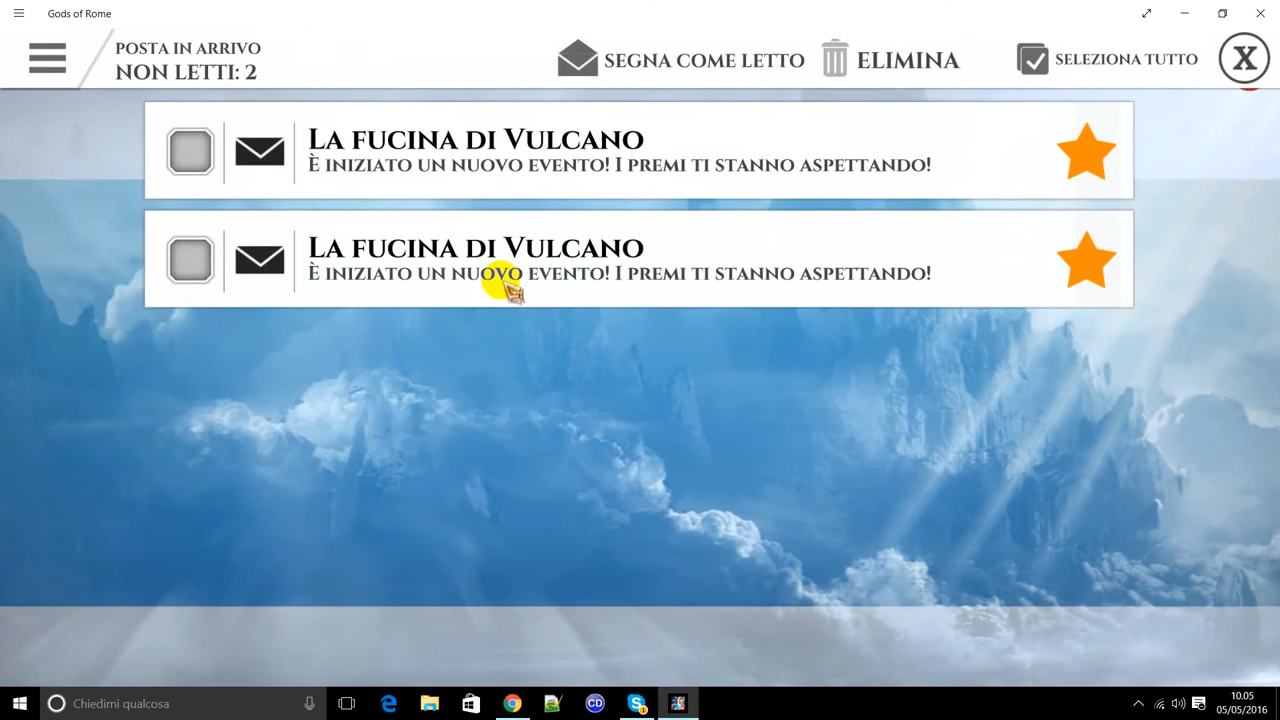 Gods of Rome
POSTA IN ARRIVO
NON LETTI: 2
SEGNA COME LETTO
ELIMINA
SELEZIONA TUTTO
X
LA FUCINA DI VULCANO
È INIZIATO UN NUOVO EVENTO! I PREMI TI STANNO ASPETTANDO!
LA FUCINA DI VULCANO
È INIZIATO UN NUOVO EVENTO! I PREMI TI STANNO ASPETTANDO!
Chiedimi qualcosa
CD
10.05
05/05/2016